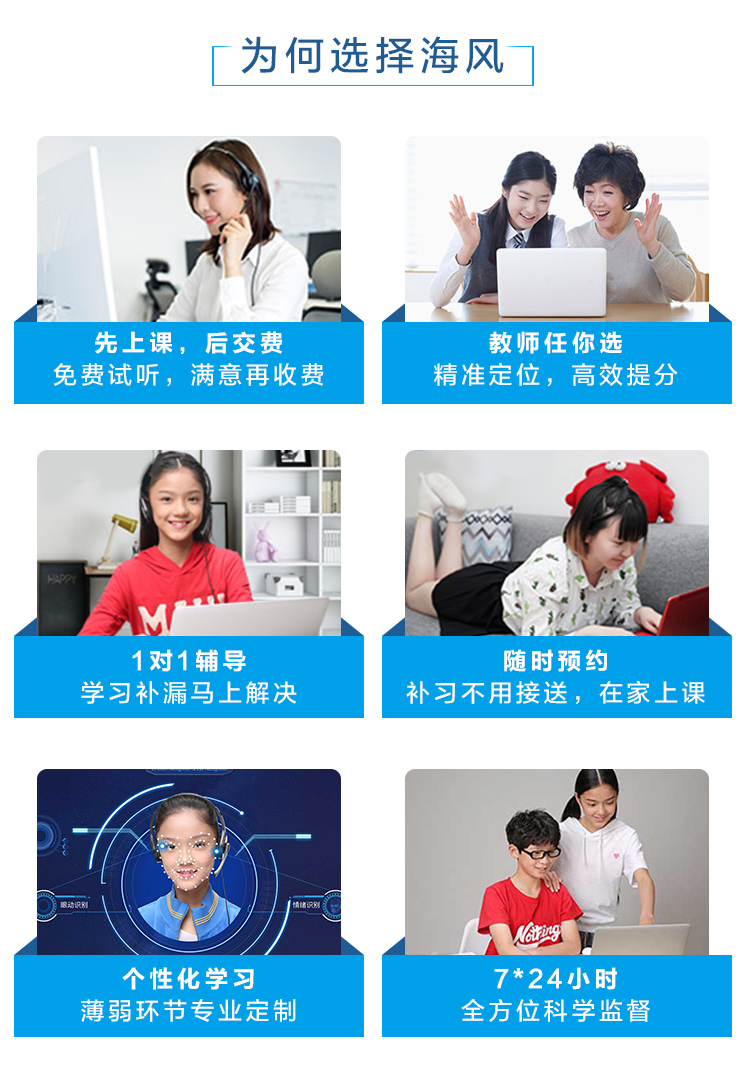 为何选择海风
先上课，后交费
免费试听，满意再收费
教师任你选
精准定位，高效提分
MAN
1对1辅导
学习补漏马上解决
HAPPY
随时预约
补习不用接送，在家上课
眼动识别
情绪识别
个性化学习
薄弱环节专业定制
Nothing
7*24小时
全方位科学监督